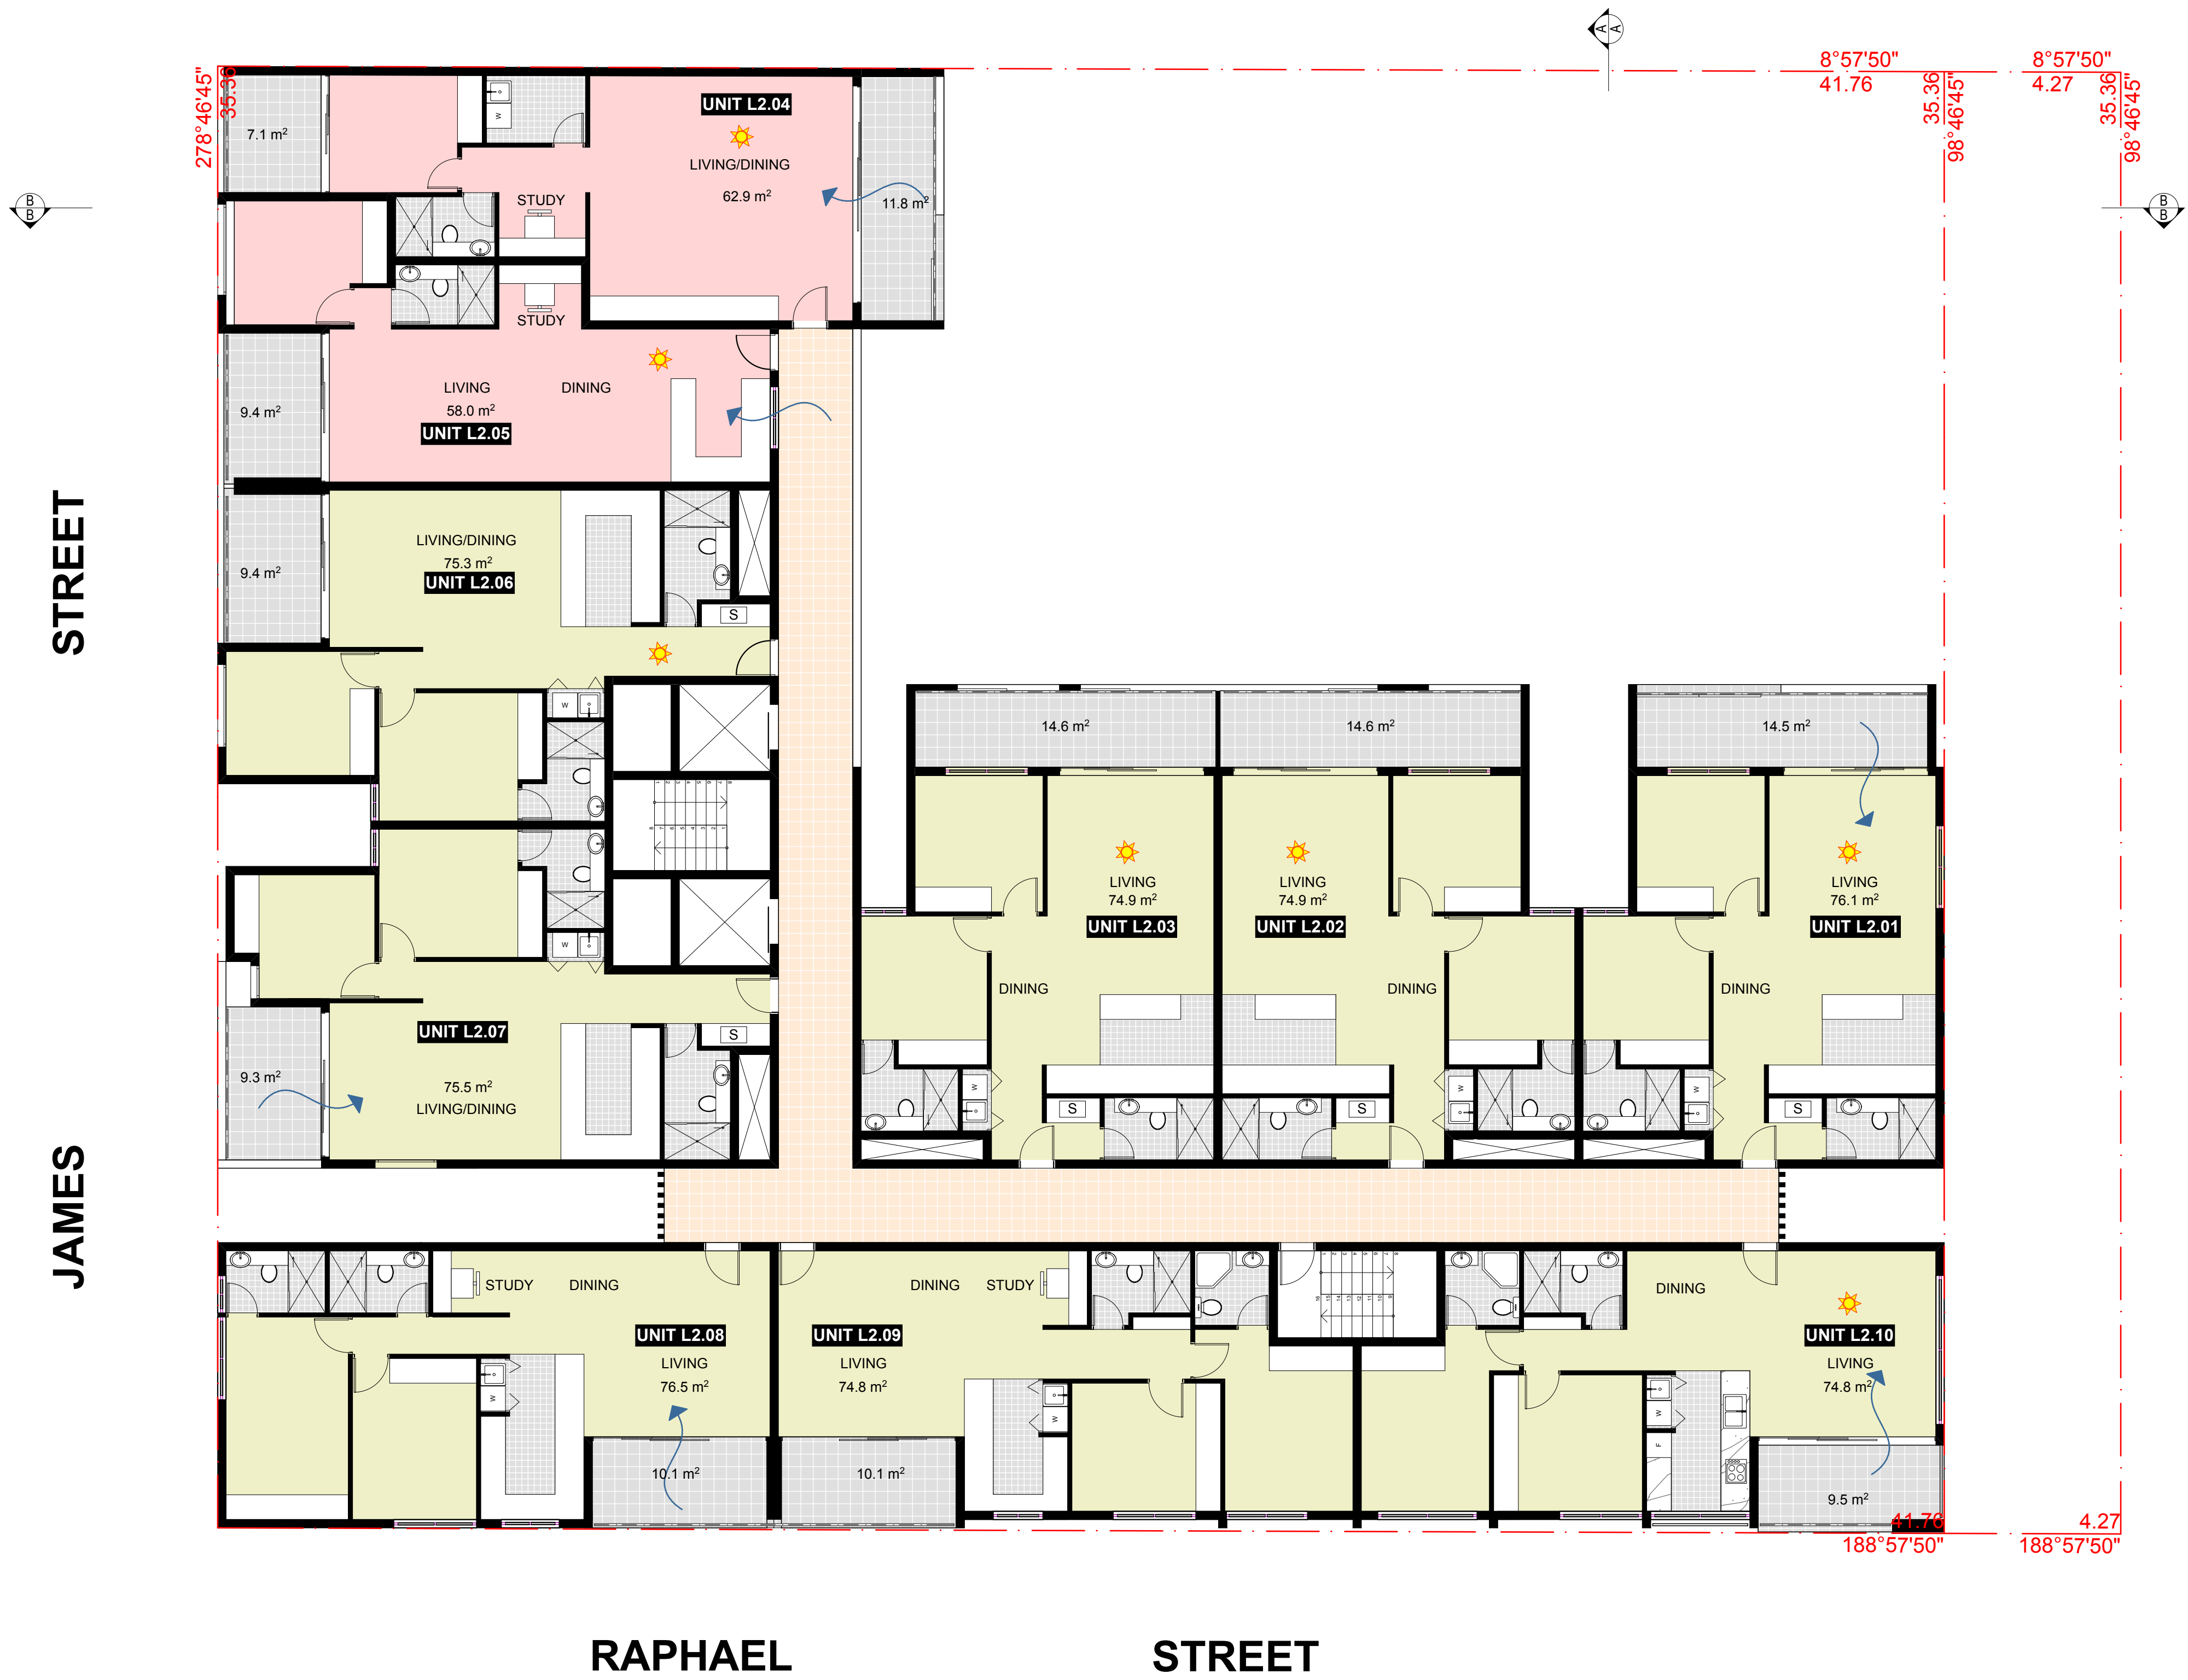 A
A
8°57'50"
41.76
8°57'50"
4.27
278°46'45"
35.36
35.36
98°46'45"
35.36
98°46'45"
B
B
B
B
7.1 m²
W
UNIT L2.04
LIVING/DINING
62.9 m²
11.8 m²
STUDY
STUDY
LIVING
DINING
58.0 m²
UNIT L2.05
9.4 m²
STREET
9.4 m²
LIVING/DINING
75.3 m²
UNIT L2.06
S
W
14.6 m²
14.6 m²
14.5 m²
LIVING
74.9 m²
UNIT L2.03
LIVING
74.9 m²
UNIT L2.02
LIVING
76.1 m²
UNIT L2.01
W
DINING
DINING
DINING
UNIT L2.07
S
9.3 m²
75.5 m²
LIVING/DINING
W
S
S
W
W
S
JAMES
STUDY
DINING
UNIT L2.08
LIVING
76.5 m²
W
10.1 m²
DINING
STUDY
UNIT L2.09
LIVING
74.8 m²
W
10.1 m²
DINING
UNIT L2.10
LIVING
74.8 m²
W
F
9.5 m²
41.76
188°57'50"
4.27
188°57'50"
RAPHAEL STREET